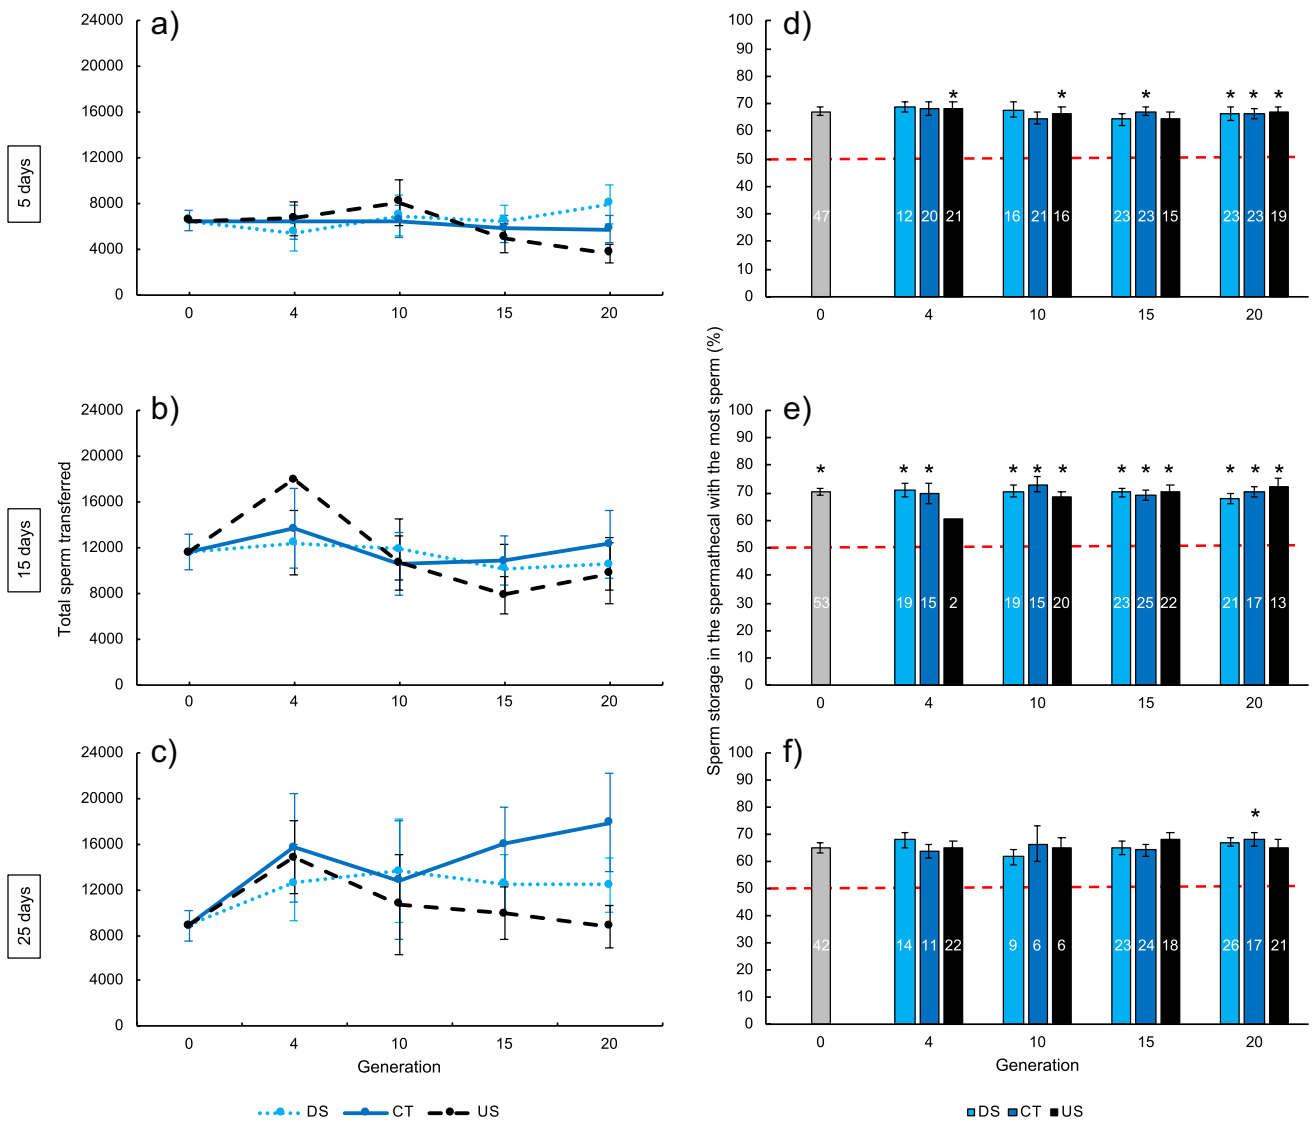 a)
24000
20000
16000
12000
8000
4000
0
0 4 10 15 20
5 days
d)
100
90
80
70
60
50
40
30
20
10
0
* * * * * *
47 12 20 21 16 21 16 23 23 15 23 23 19
0 4 10 15 20
b)
24000
20000
16000
12000
8000
4000
0
0 4 10 15 20
15 days
Total sperm transferred
e)
100
90
80
70
60
50
40
30
20
10
0
* * * * * * * * * * * *
53 19 15 2 19 15 20 23 25 22 21 17 13
0 4 10 15 20
Sperm storage in the spermathecal with the most sperm (%)
c)
24000
20000
16000
12000
8000
4000
0
0 4 10 15 20
Generation
25 days
f)
100
90
80
70
60
50
40
30
20
10
0
*
42 14 11 22 9 6 6 23 24 18 26 17 21
0 4 10 15 20
Generation
DS CT US
DS CT US